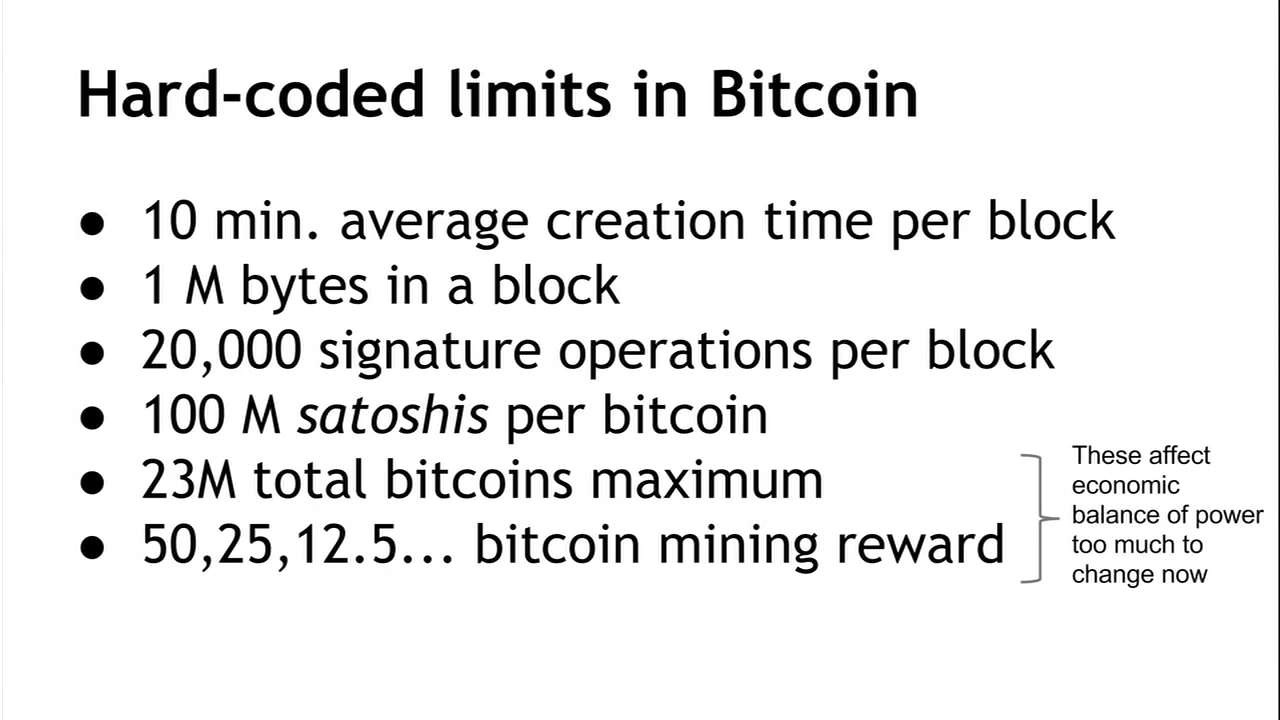 Hard-coded limits in Bitcoin
● 10 min. average creation time per block
● 1 M bytes in a block
● 20,000 signature operations per block
● 100 M satoshis per bitcoin
● 23M total bitcoins maximum
● 50,25,12.5... bitcoin mining reward
These affect
economic
balance of power
too much to
change now